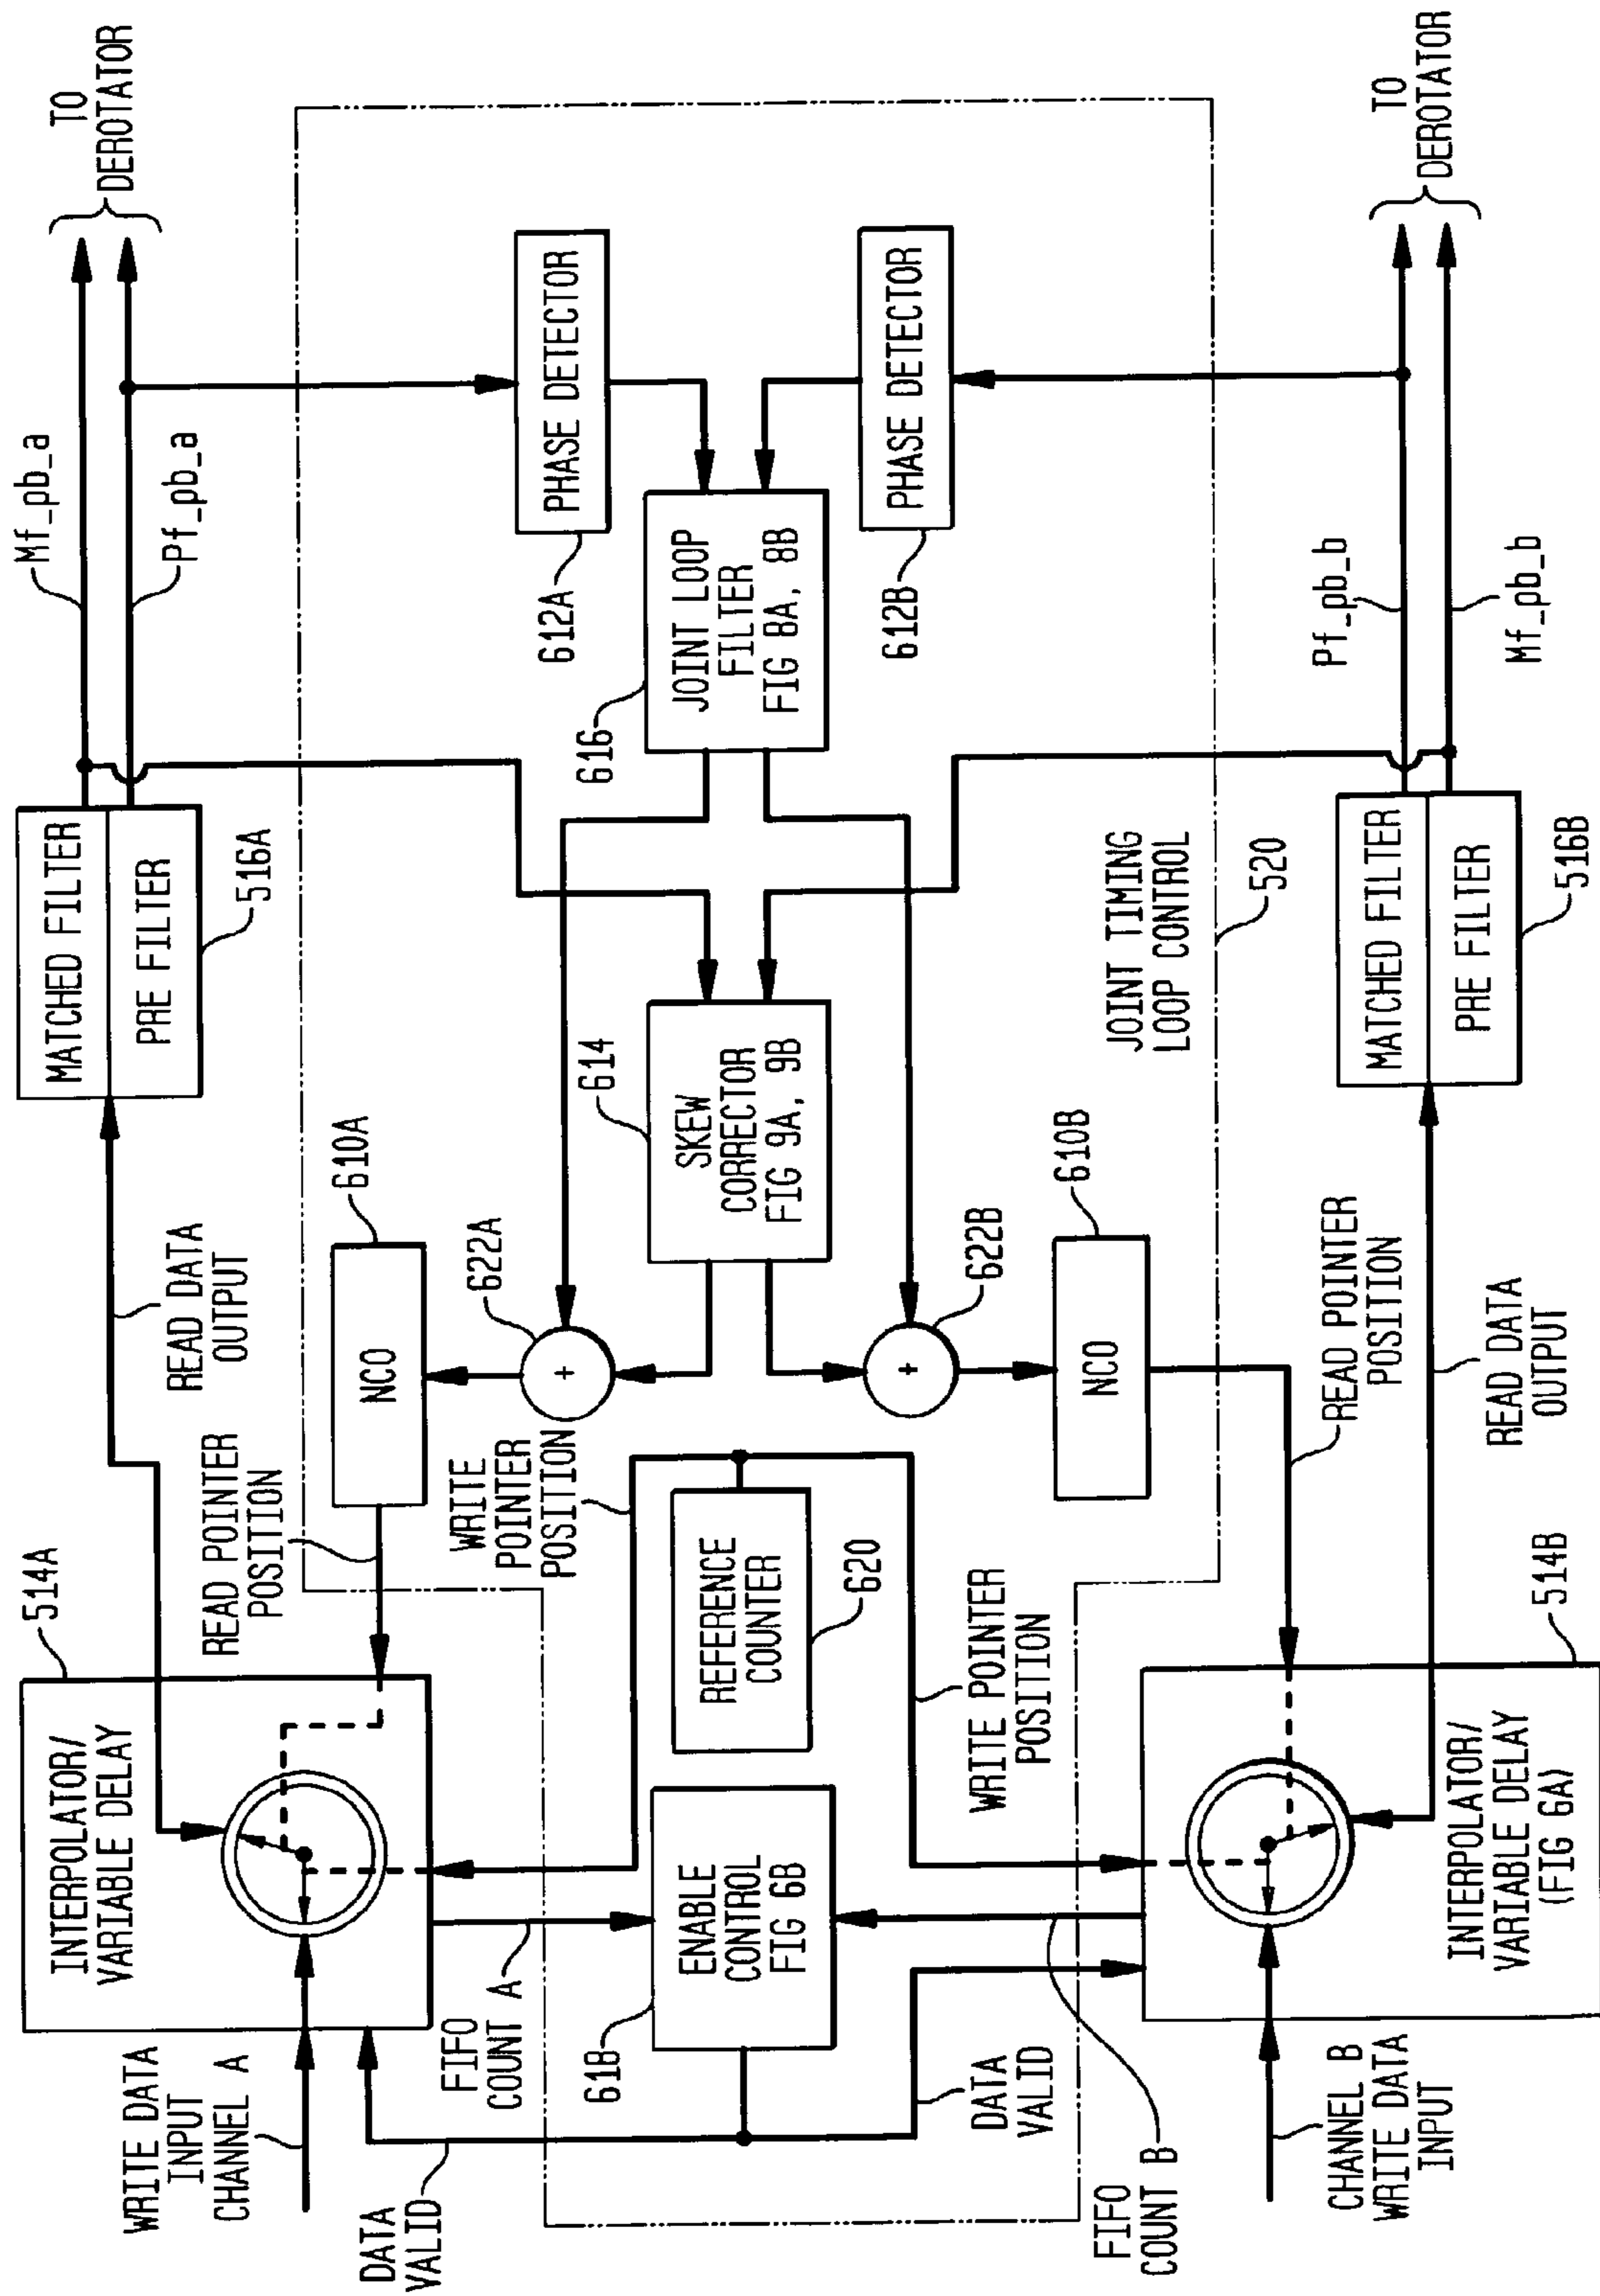 WRITE DATA
INPUT
CHANNEL A
INTERPOLATOR/
VARIABLE DELAY
514A
READ DATA
OUTPUT
MATCHED FILTER
PRE FILTER
516A
Mf_pb_a
Pf_pb_a
TO
DEROTATOR
DATA
VALID
FIFO
COUNT A
READ POINTER
POSITION
NCO
610A
WRITE
POINTER
POSITION
622A
+
PHASE DETECTOR
612A
ENABLE
CONTROL
FIG 6B
618
REFERENCE
COUNTER
620
SKEW
CORRECTOR
FIG 9A, 9B
614
JOINT LOOP
FILTER
FIG 8A, 8B
616
DATA
VALID
WRITE POINTER
POSITION
+
622B
NCO
610B
PHASE DETECTOR
612B
JOINT TIMING
LOOP CONTROL
520
FIFO
COUNT B
READ POINTER
POSITION
CHANNEL B
WRITE DATA
INPUT
INTERPOLATOR/
VARIABLE DELAY
(FIG 6A)
514B
READ DATA
OUTPUT
MATCHED FILTER
PRE FILTER
516B
Pf_pb_b
Mf_pb_b
TO
DEROTATOR